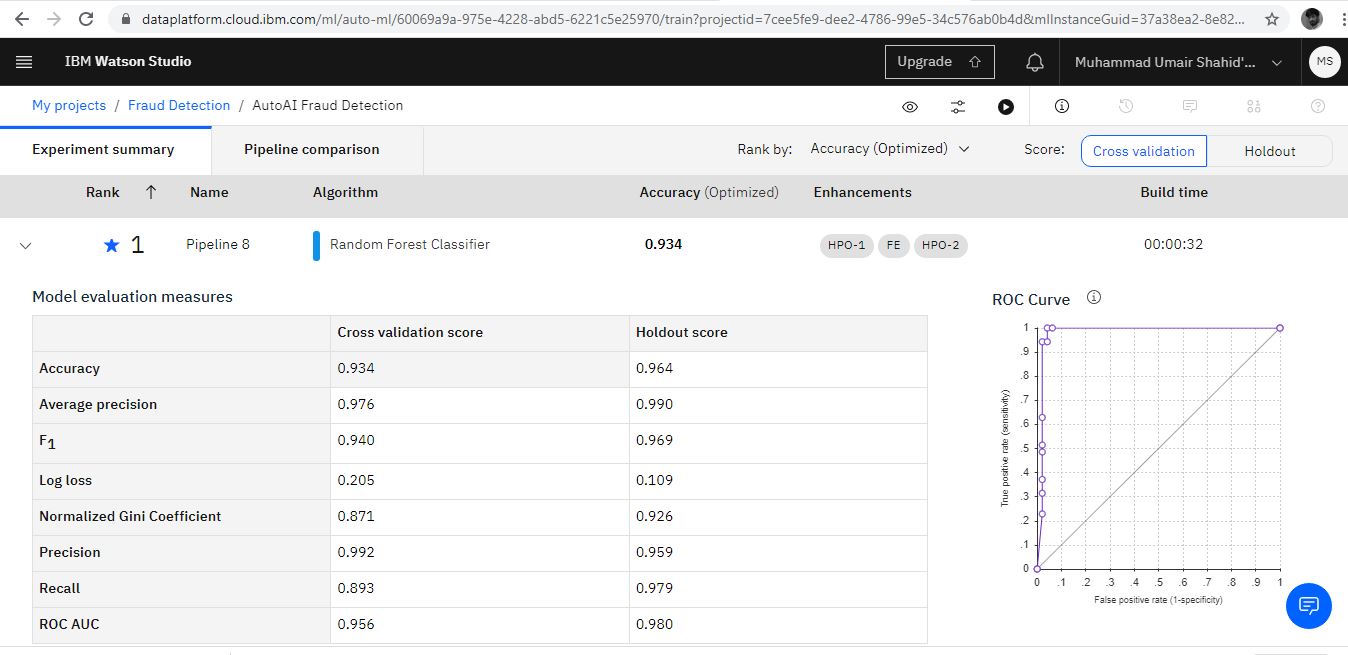 dataplatform.cloud.ibm.com/ml/auto-ml/60069a9a-975e-4228-abd5-6221c5e25970/train?projectid=7cee5fe9-dee2-4786-99e5-34c576ab0b4d&mlInstanceGuid=37a38ea2-8e82...
IBM Watson Studio
Upgrade
Muhammad Umair Shahid'...
MS
My projects / Fraud Detection / AutoAI Fraud Detection
Experiment summary
Pipeline comparison
Rank by: Accuracy (Optimized)
Score: Cross validation Holdout
Rank Name Algorithm Accuracy (Optimized) Enhancements Build time
1 Pipeline 8 Random Forest Classifier 0.934 HPO-1 FE HPO-2 00:00:32
Model evaluation measures
Cross validation score Holdout score
Accuracy 0.934 0.964
Average precision 0.976 0.990
F1 0.940 0.969
Log loss 0.205 0.109
Normalized Gini Coefficient 0.871 0.926
Precision 0.992 0.959
Recall 0.893 0.979
ROC AUC 0.956 0.980
ROC Curve
True positive rate (sensitivity)
1
.9
.8
.7
.6
.5
.4
.3
.2
.1
0
0 .1 .2 .3 .4 .5 .6 .7 .8 .9 1
False positive rate (1-specificity)